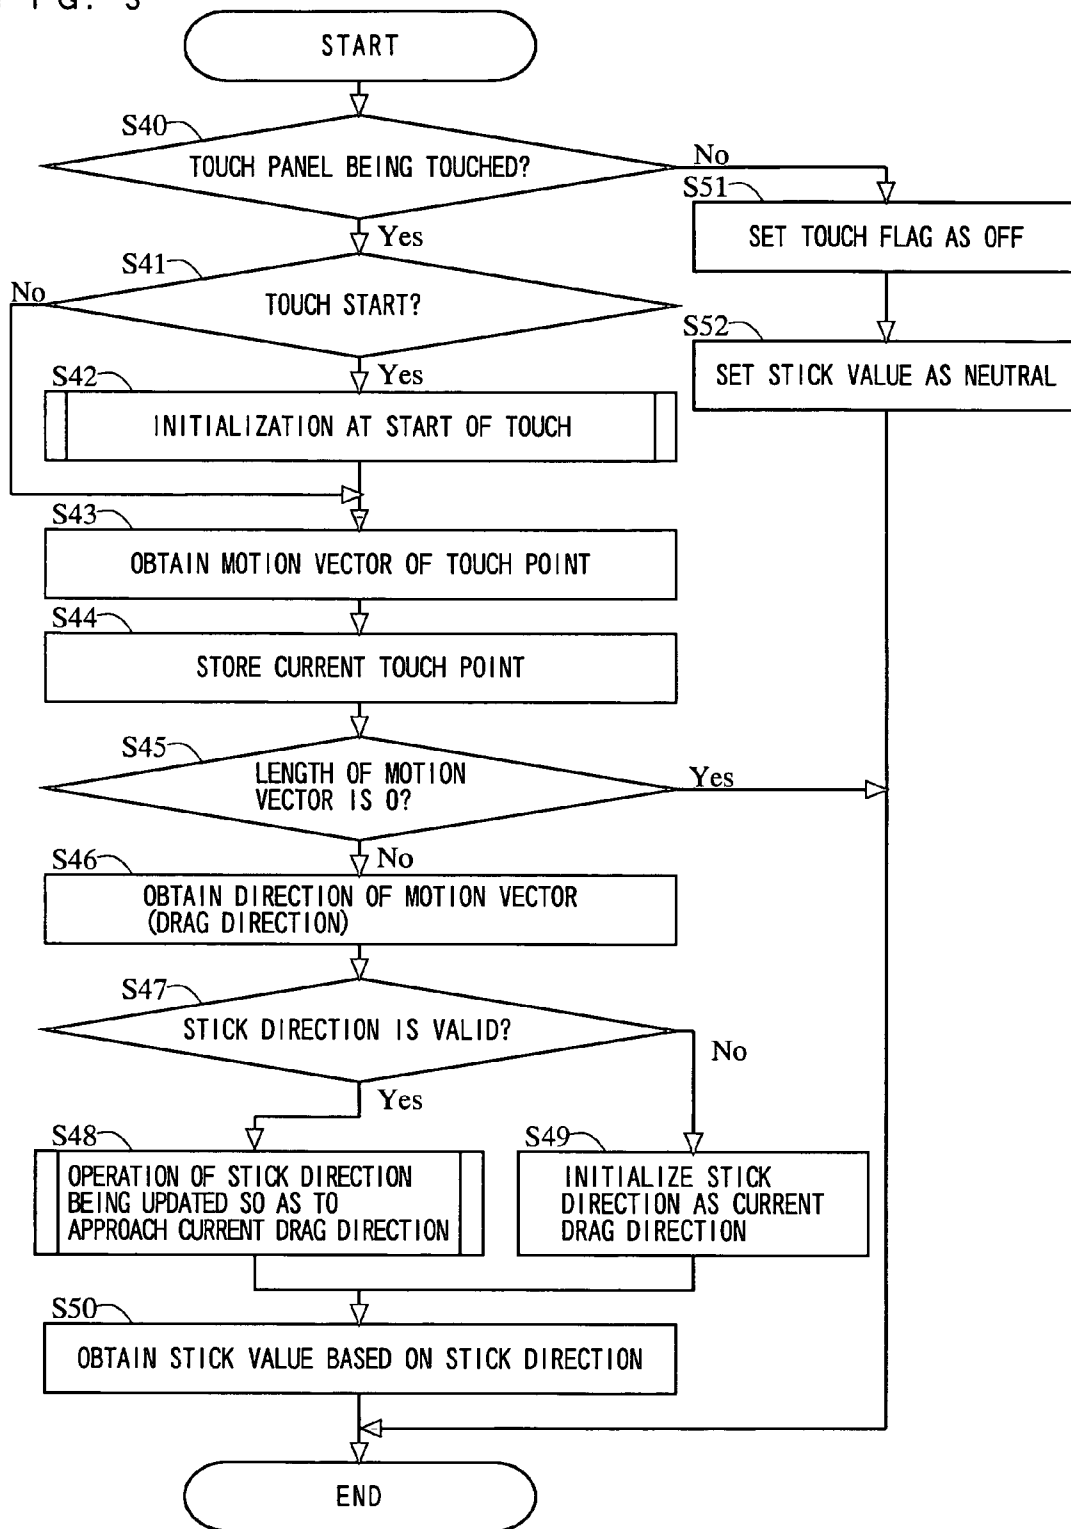 START
S40
TOUCH PANEL BEING TOUCHED?
No
S51
SET TOUCH FLAG AS OFF
Yes
S41
No
TOUCH START?
S52
SET STICK VALUE AS NEUTRAL
Yes
S42
INITIALIZATION AT START OF TOUCH
S43
OBTAIN MOTION VECTOR OF TOUCH POINT
S44
STORE CURRENT TOUCH POINT
S45
LENGTH OF MOTION
VECTOR IS 0?
Yes
No
S46
OBTAIN DIRECTION OF MOTION VECTOR
(DRAG DIRECTION)
S47
STICK DIRECTION IS VALID?
No
Yes
S48
OPERATION OF STICK DIRECTION
BEING UPDATED SO AS TO
APPROACH CURRENT DRAG DIRECTION
S49
INITIALIZE STICK
DIRECTION AS CURRENT
DRAG DIRECTION
S50
OBTAIN STICK VALUE BASED ON STICK DIRECTION
END